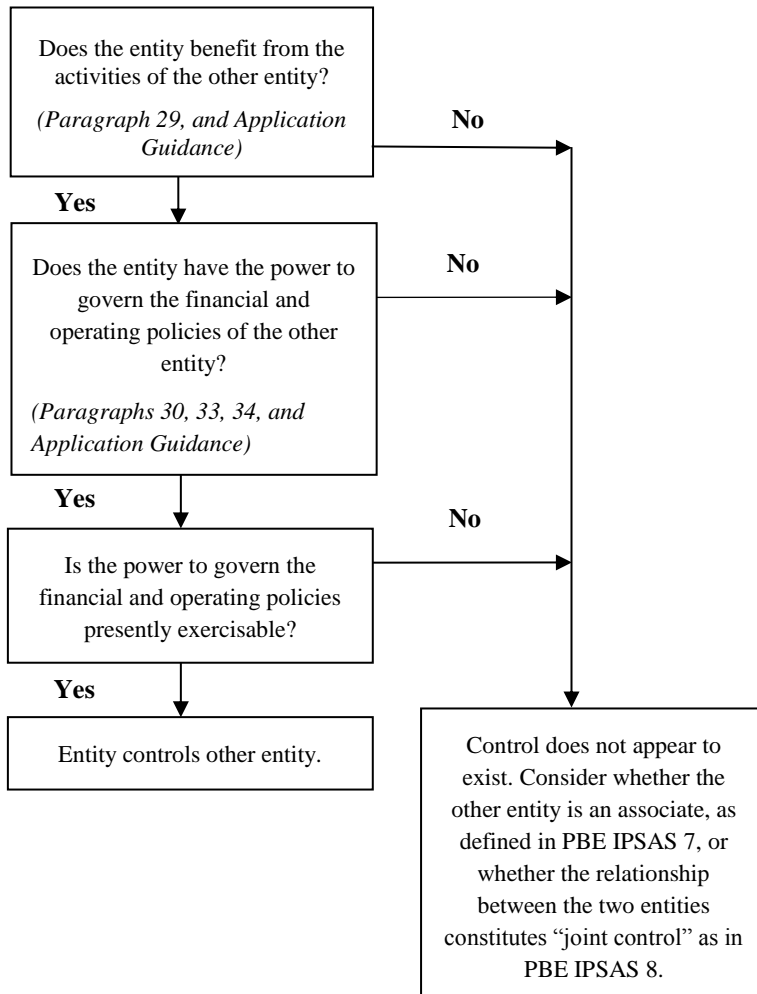 Does the entity benefit from the
activities of the other entity?
(Paragraph 29, and Application
Guidance)
No
Yes
Does the entity have the power to
govern the financial and
operating policies of the other
entity?
(Paragraphs 30, 33, 34, and
Application Guidance)
No
Yes
No
Is the power to govern the
financial and operating policies
presently exercisable?
Yes
Entity controls other entity.
Control does not appear to
exist. Consider whether the
other entity is an associate, as
defined in PBE IPSAS 7, or
whether the relationship
between the two entities
constitutes “joint control” as in
PBE IPSAS 8.